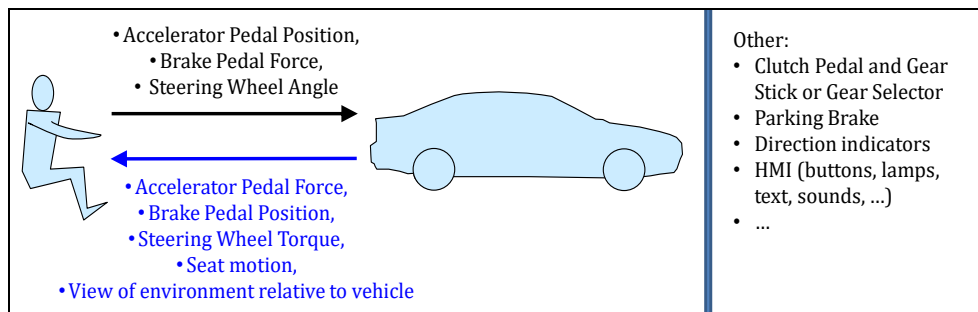 •Accelerator Pedal Position,
•Brake Pedal Force,
• Steering Wheel Angle
•Accelerator Pedal Force,
•Brake Pedal Position,
•Steering Wheel Torque,
•Seat motion,
•View of environment relative to vehicle
Other:
• Clutch Pedal and Gear
Stick or Gear Selector
• Parking Brake
• Direction indicators
• HMI (buttons, lamps,
text, sounds, ...)
• ...